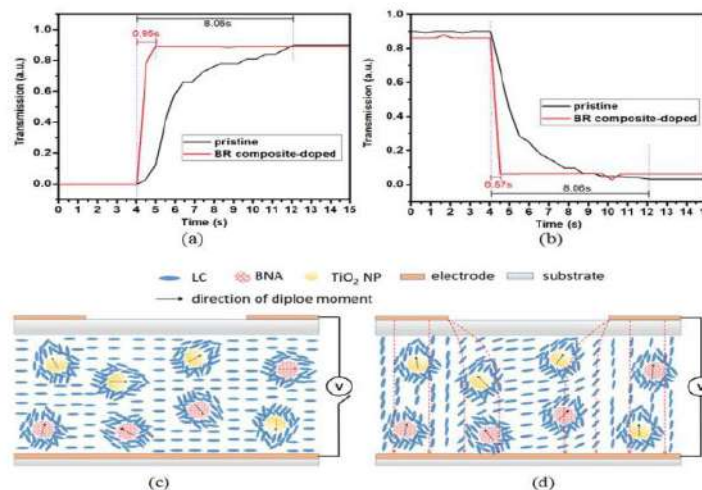 8.06s
0.95s
1.0
0.8
0.6
0.4
0.2
0.0
Transmission (a.u.)
pristine
BR composite-doped
0 1 2 3 4 5 6 7 8 9 10 11 12 13 14 15
Time (s)
(a)
1.0
0.8
0.6
0.4
0.2
0.0
Transmission (a.u.)
pristine
BR composite-doped
0.57s
8.06s
0 1 2 3 4 5 6 7 8 9 10 11 12 13 14 15
Time (s)
(b)
LC BNA TiO₂ NP electrode substrate
direction of diploe moment
V
V
(c)
(d)